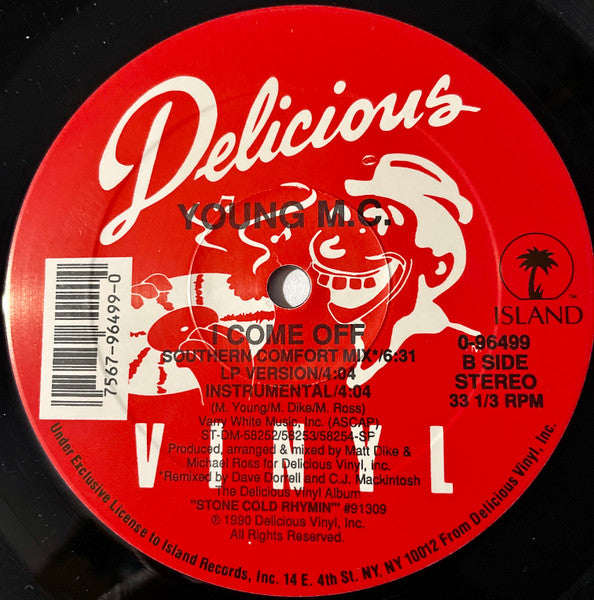 Delicious
YOUNG M.C.
7567-96499-0
ISLAND
™
I COME OFF
SOUTHERN COMFORT MIX*/6:31
LP VERSION/4:04
INSTRUMENTAL/4:04
0-96499
B SIDE
STEREO
33 1/3 RPM
(M. Young/M. Dike/M. Ross)
Varry White Music, Inc. (ASCAP)
ST-DM-58252/58253/58254-SP
VINYL
Produced, arranged & mixed by Matt Dike &
Michael Ross for Delicious Vinyl, Inc.
*Remixed by Dave Dorrell and C.J. Mackintosh
The Delicious Vinyl Album
"STONE COLD RHYMIN'" #91309
℗ 1990 Delicious Vinyl, Inc.
All Rights Reserved.
Under Exclusive License to Island Records, Inc. 14 E. 4th St. NY, NY 10012 From Delicious Vinyl, Inc.